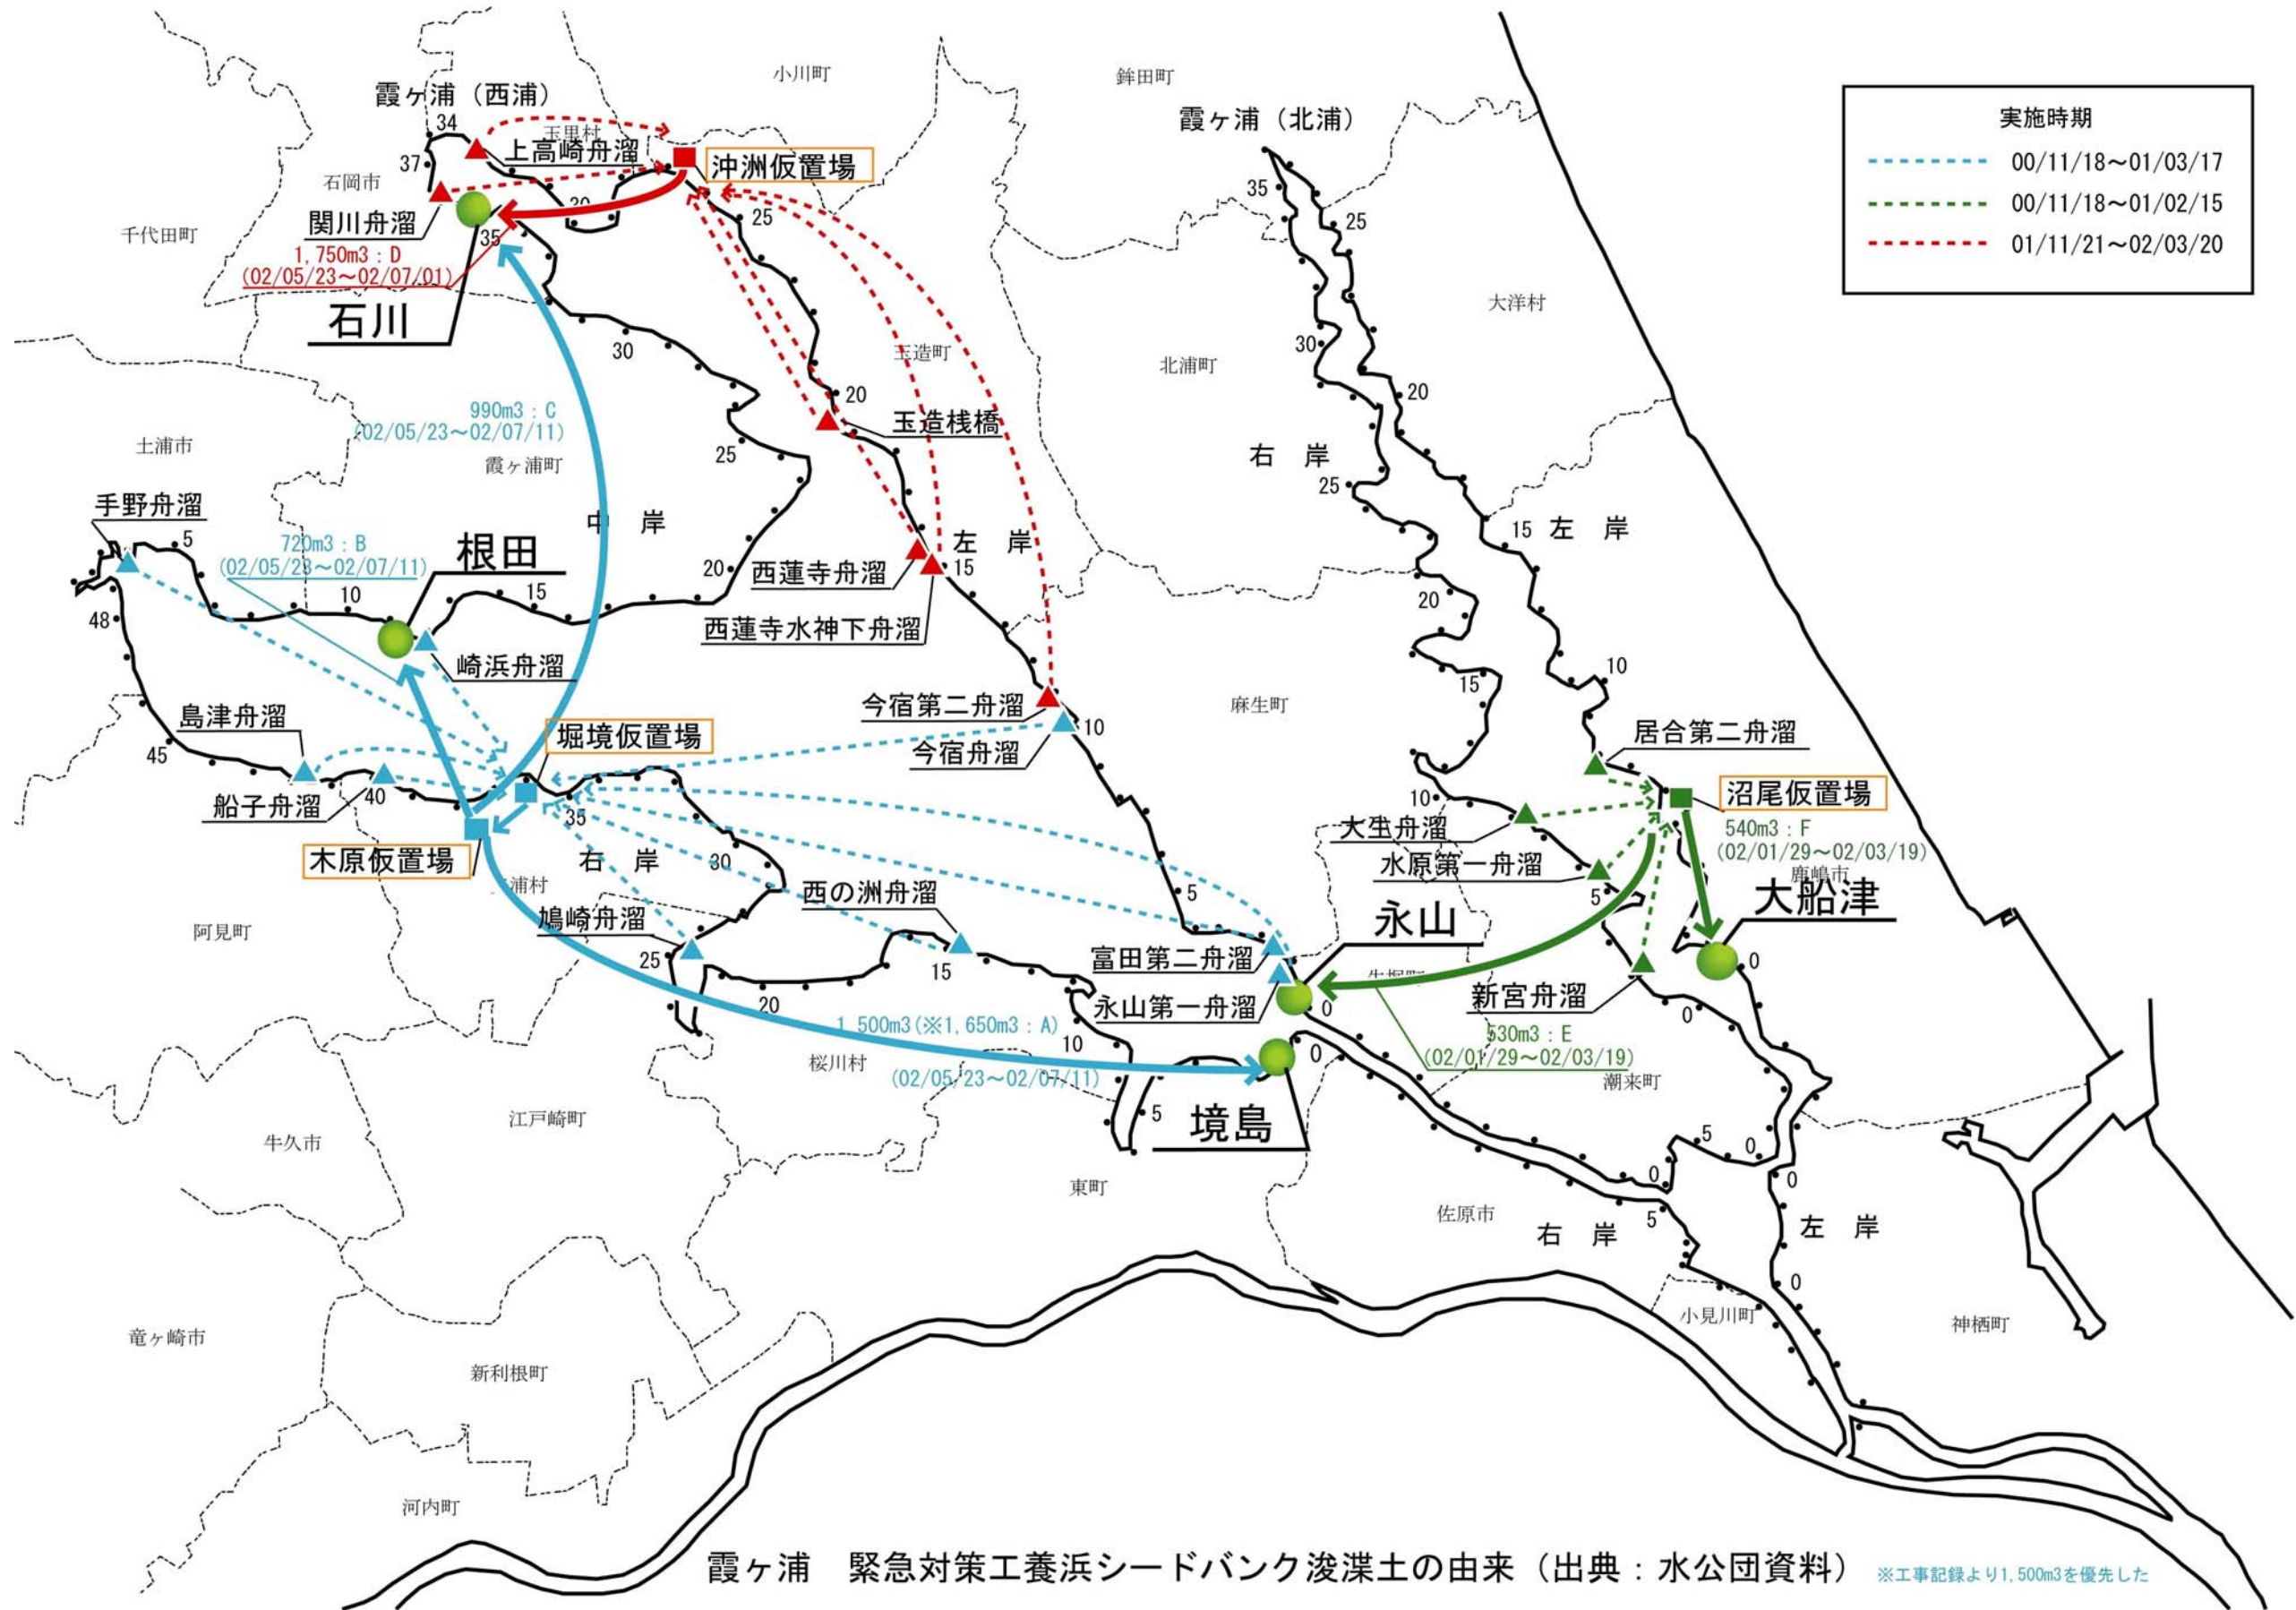 小川町
鉾田町
霞ヶ浦（西浦）
霞ヶ浦（北浦）
実施時期
00/11/18～01/03/17
00/11/18～01/02/15
01/11/21～02/03/20
34
玉里村
37
上高崎舟溜
沖洲仮置場
石岡市
35
関川舟溜
30
25
25
千代田町
35
1,750m3：D
(02/05/23～02/07/01)
石川
大洋村
30
30
玉造町
北浦町
20
20
990m3：C
(02/05/23～02/07/11)
玉造桟橋
土浦市
霞ヶ浦町
25
右 岸
25
手野舟溜
中 岸
5
720m3：B
(02/05/23～02/07/11)
根田
左 岸
15
左 岸
20
西蓮寺舟溜
15
10
15
20
48
西蓮寺水神下舟溜
崎浜舟溜
10
15
島津舟溜
今宿第二舟溜
麻生町
10
45
堀境仮置場
今宿舟溜
居合第二舟溜
船子舟溜
40
35
10
沼尾仮置場
大生舟溜
540m3：F
(02/01/29～02/03/19)
木原仮置場
右 岸
30
水原第一舟溜
鹿嶋市
浦村
西の洲舟溜
5
5
大船津
阿見町
鳩崎舟溜
永山
25
15
富田第二舟溜
0
牛堀町
新宮舟溜
20
永山第一舟溜
0
0
1,500m3(※1,650m3：A)
10
530m3：E
(02/01/29～02/03/19)
0
桜川村
(02/05/23～02/07/11)
潮来町
江戸崎町
5
境島
牛久市
5
0
東町
0
0
佐原市
5
右 岸
左 岸
0
小見川町
神栖町
竜ヶ崎市
新利根町
河内町
霞ヶ浦　緊急対策工養浜シードバンク浚渫土の由来（出典：水公団資料）
※工事記録より1,500m3を優先した